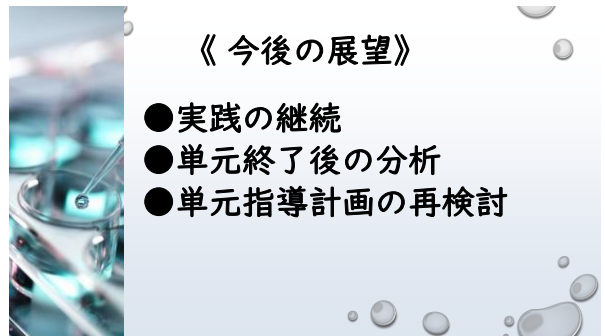 《 今後の展望》
●実践の継続
●単元終了後の分析
●単元指導計画の再検討